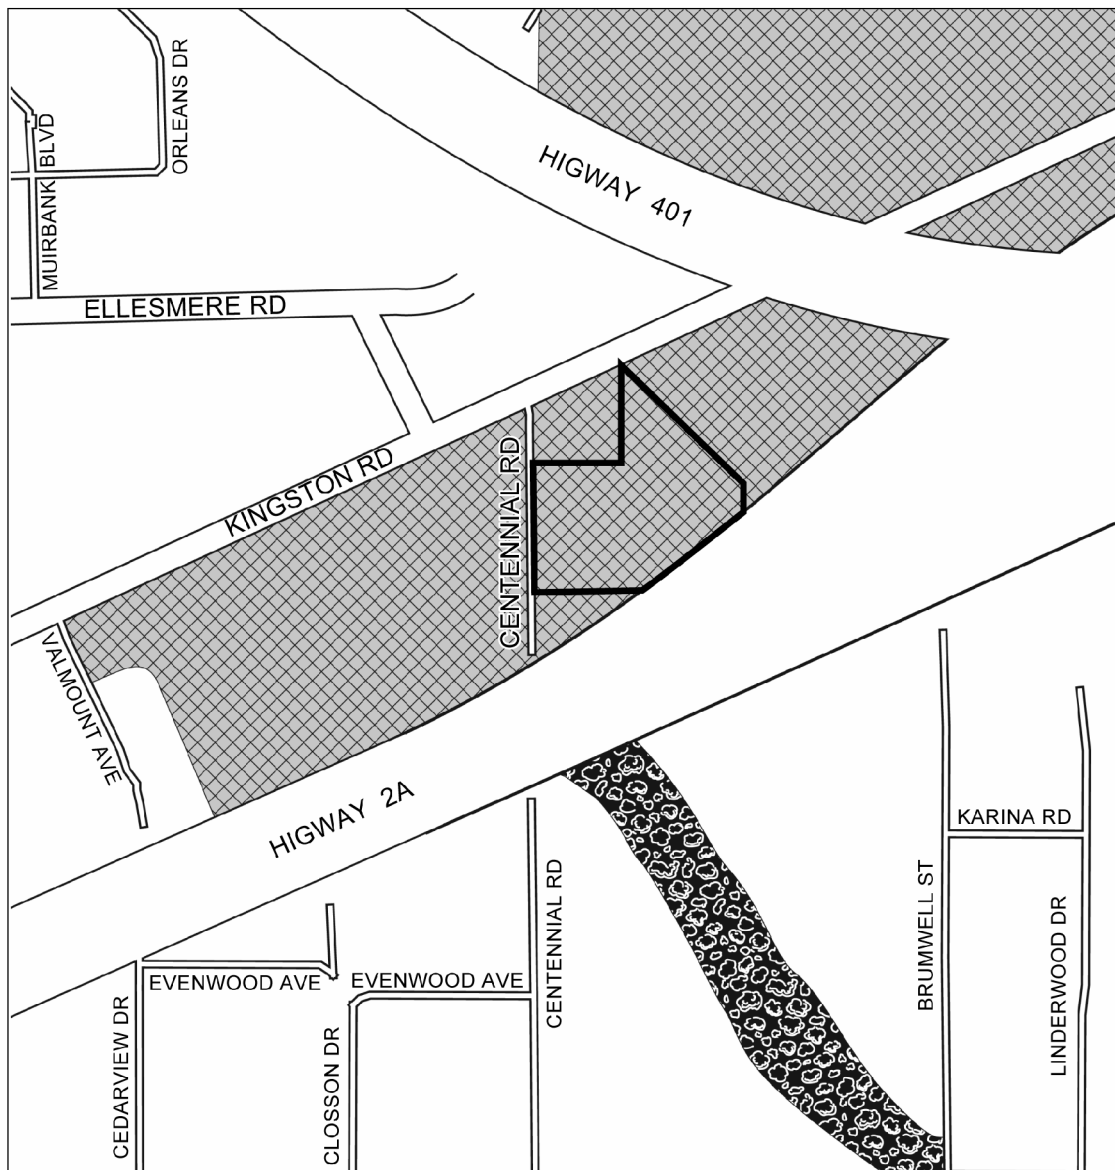 ORLEANS DR
MUIRBANK BLVD
HIGWAY 401
ELLESMERE RD
KINGSTON RD
CENTENNIAL RD
VALMOUNT AVE
HIGWAY 2A
KARINA RD
BRUMWELL ST
LINDERWOOD DR
CENTENNIAL RD
EVENWOOD AVE
EVENWOOD AVE
CEDARVIEW DR
CLOSSON DR